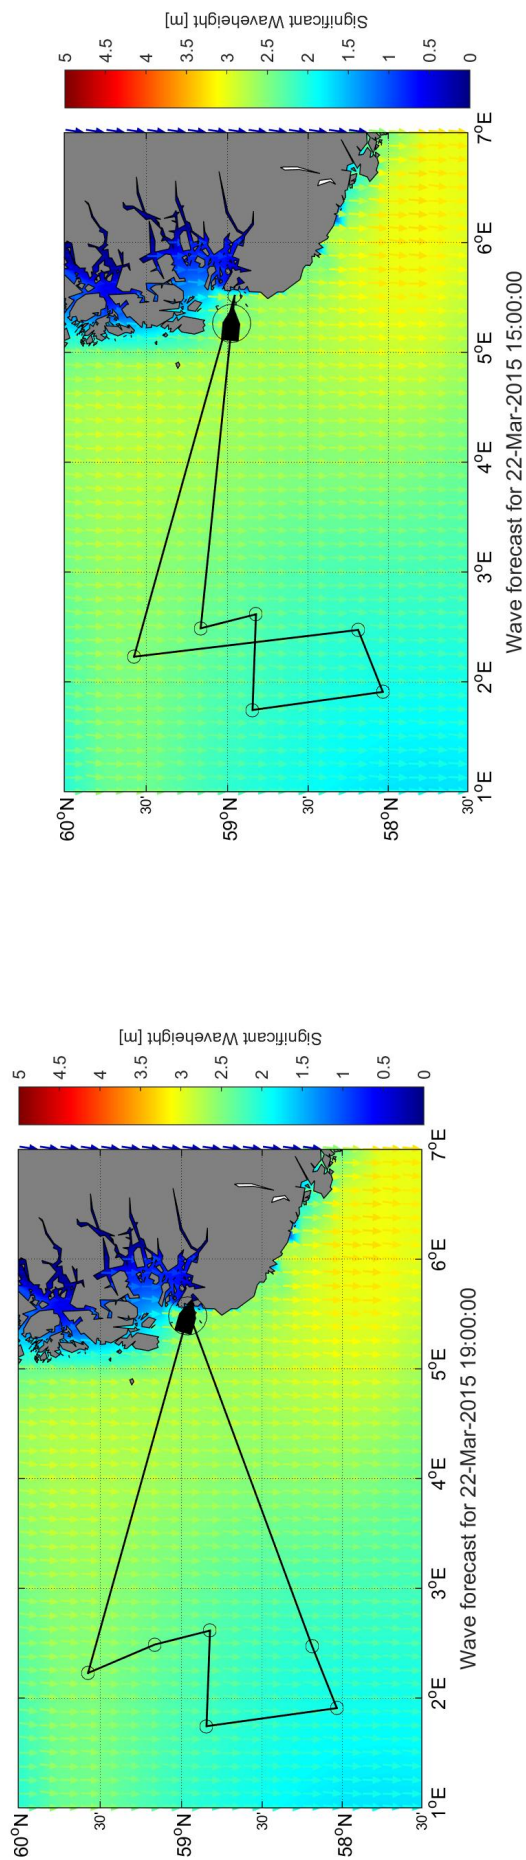 60°N
30'
59°N
30'
58°N
30'
1°E
2°E
3°E
4°E
5°E
6°E
7°E
Wave forecast for 22-Mar-2015 19:00:00
5
4.5
4
3.5
3
2.5
2
1.5
1
0.5
0
Significant Waveheight [m]
60°N
30'
59°N
30'
58°N
30'
1°E
2°E
3°E
4°E
5°E
6°E
7°E
Wave forecast for 22-Mar-2015 15:00:00
5
4.5
4
3.5
3
2.5
2
1.5
1
0.5
0
Significant Waveheight [m]